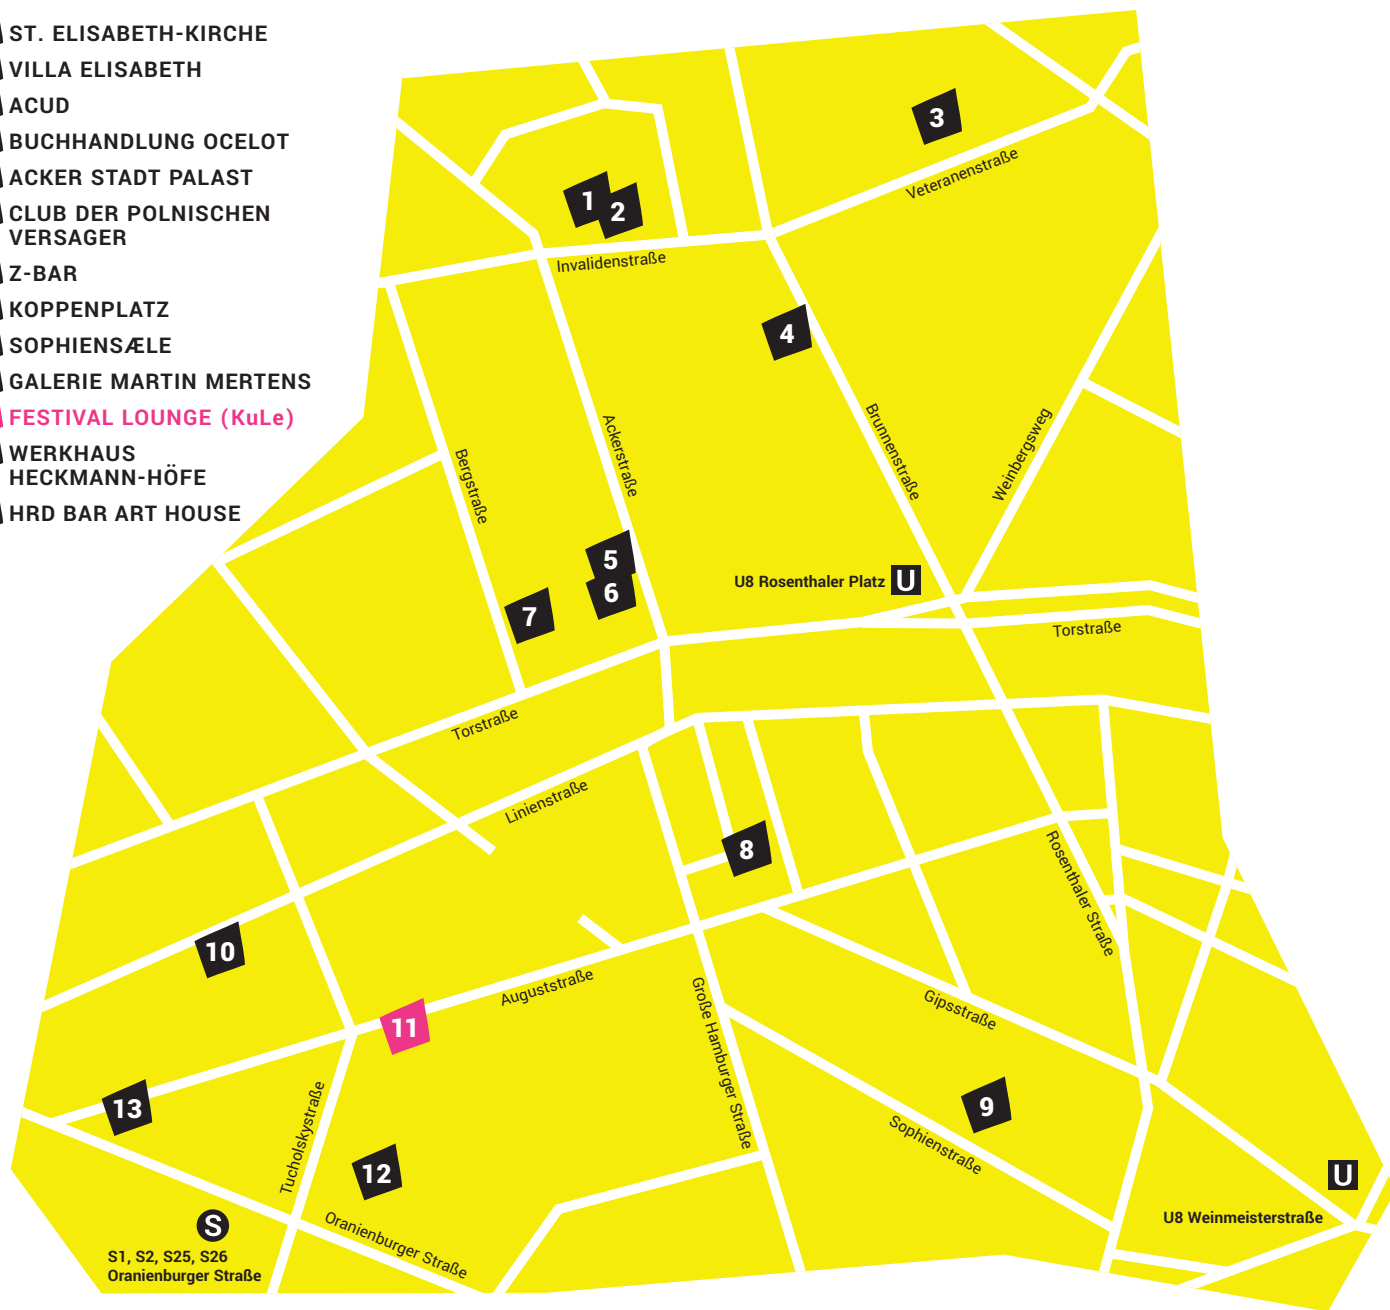 ST. ELISABETH-KIRCHE
VILLA ELISABETH
ACUD
BUCHHANDLUNG OCELOT
ACKER STADT PALAST
CLUB DER POLNISCHEN
VERSAGER
Z-BAR
KOPPENPLATZ
SOPHIENSÆLE
GALERIE MARTIN MERTENS
FESTIVAL LOUNGE (KuLe)
WERKHAUS
HECKMANN-HÖFE
HRD BAR ART HOUSE
3
Veteranenstraße
1
2
Invalidenstraße
4
Brunnenstraße
Weinbergsweg
Ackerstraße
Bergstraße
5
6
7
U8 Rosenthaler Platz U
Torstraße
Torstraße
Linienstraße
8
Rosenthaler Straße
10
11
Auguststraße
Große Hamburger Straße
Gipsstraße
9
Sophienstraße
13
Tucholskystraße
12
Oranienburger Straße
S
S1, S2, S25, S26
Oranienburger Straße
U
U8 Weinmeisterstraße